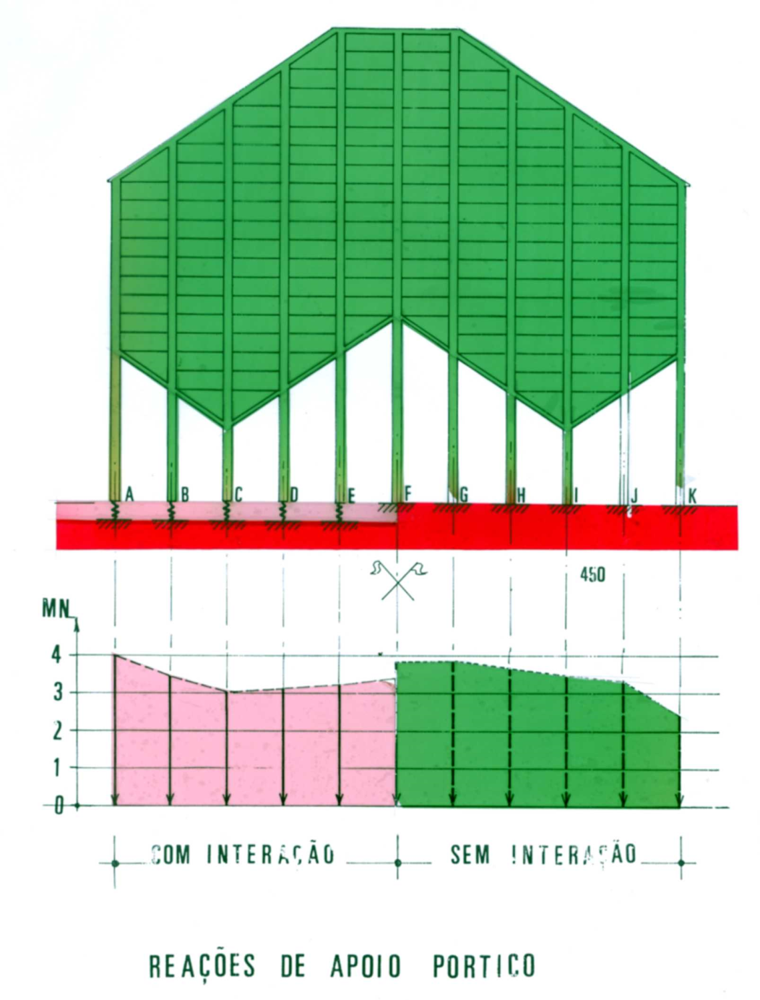 A B C D E F G H I J K
450
MN
4
3
2
1
0
COM INTERAÇÃO SEM INTERAÇÃO
REAÇÕES DE APOIO PORTICO